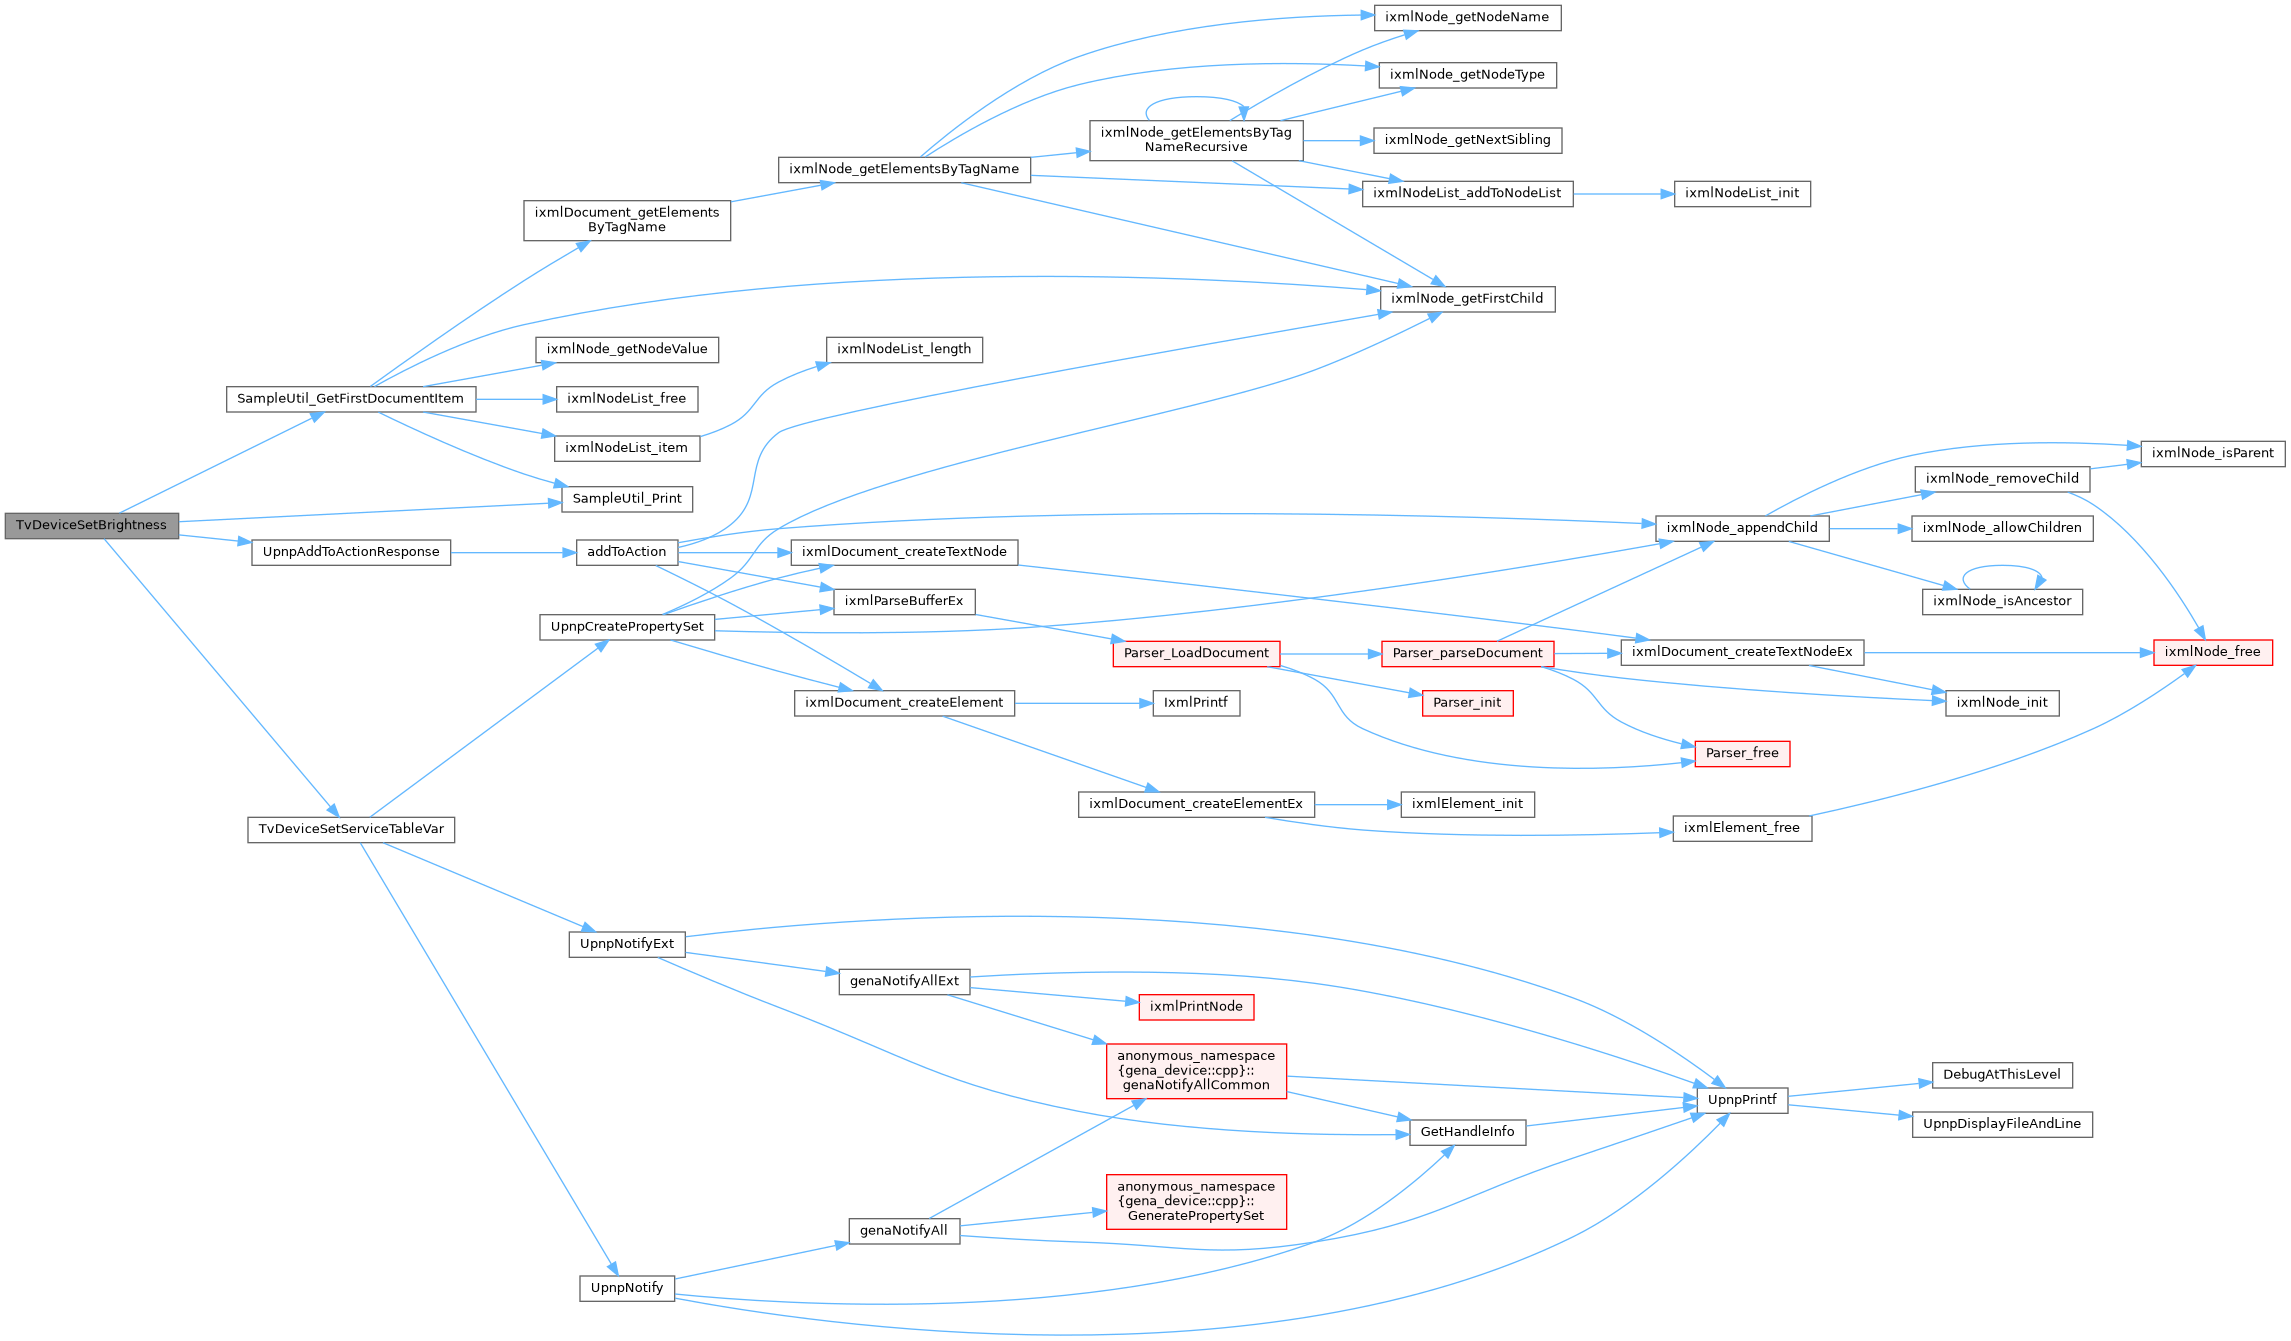 ixmlNode_getNodeName
ixmlNode_getNodeType
ixmlNode_getElementsByTag
NameRecursive
ixmlNode_getNextSibling
ixmlNode_getElementsByTagName
ixmlNodeList_addToNodeList
ixmlNodeList_init
ixmlDocument_getElements
ByTagName
ixmlNode_getFirstChild
ixmlNode_getNodeValue
ixmlNodeList_length
SampleUtil_GetFirstDocumentItem
ixmlNodeList_free
ixmlNodeList_item
ixmlNode_isParent
ixmlNode_removeChild
SampleUtil_Print
TvDeviceSetBrightness
ixmlNode_appendChild
ixmlNode_allowChildren
UpnpAddToActionResponse
addToAction
ixmlDocument_createTextNode
ixmlParseBufferEx
ixmlNode_isAncestor
UpnpCreatePropertySet
Parser_LoadDocument
Parser_parseDocument
ixmlDocument_createTextNodeEx
ixmlNode_free
ixmlDocument_createElement
IxmlPrintf
Parser_init
ixmlNode_init
Parser_free
ixmlDocument_createElementEx
ixmlElement_init
TvDeviceSetServiceTableVar
ixmlElement_free
UpnpNotifyExt
genaNotifyAllExt
ixmlPrintNode
anonymous_namespace
{gena_device::cpp}::
genaNotifyAllCommon
DebugAtThisLevel
UpnpPrintf
GetHandleInfo
UpnpDisplayFileAndLine
anonymous_namespace
{gena_device::cpp}::
GeneratePropertySet
genaNotifyAll
UpnpNotify